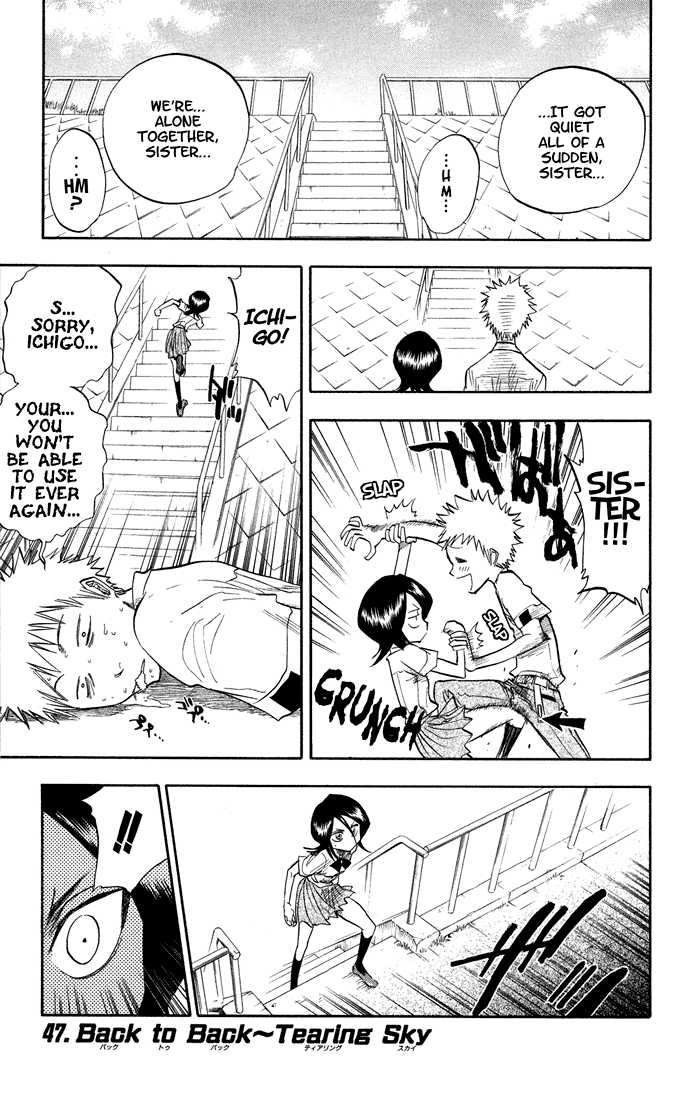 ...IT GOT
QUIET
ALL OF A
SUDDEN,
SISTER...
...HM...
WE'RE...
ALONE
TOGETHER,
SISTER...
...HM
?
SIS-
TER
!!!
SLAP
SLAP
CRUNCH
ICHI-
GO!
S...
SORRY,
ICHIGO...
YOUR...
YOU
WON'T
BE ABLE
TO USE
IT EVER
AGAIN...
!!
47. Back to Back~Tearing Sky
バック トゥ バック ティアリング スカイ